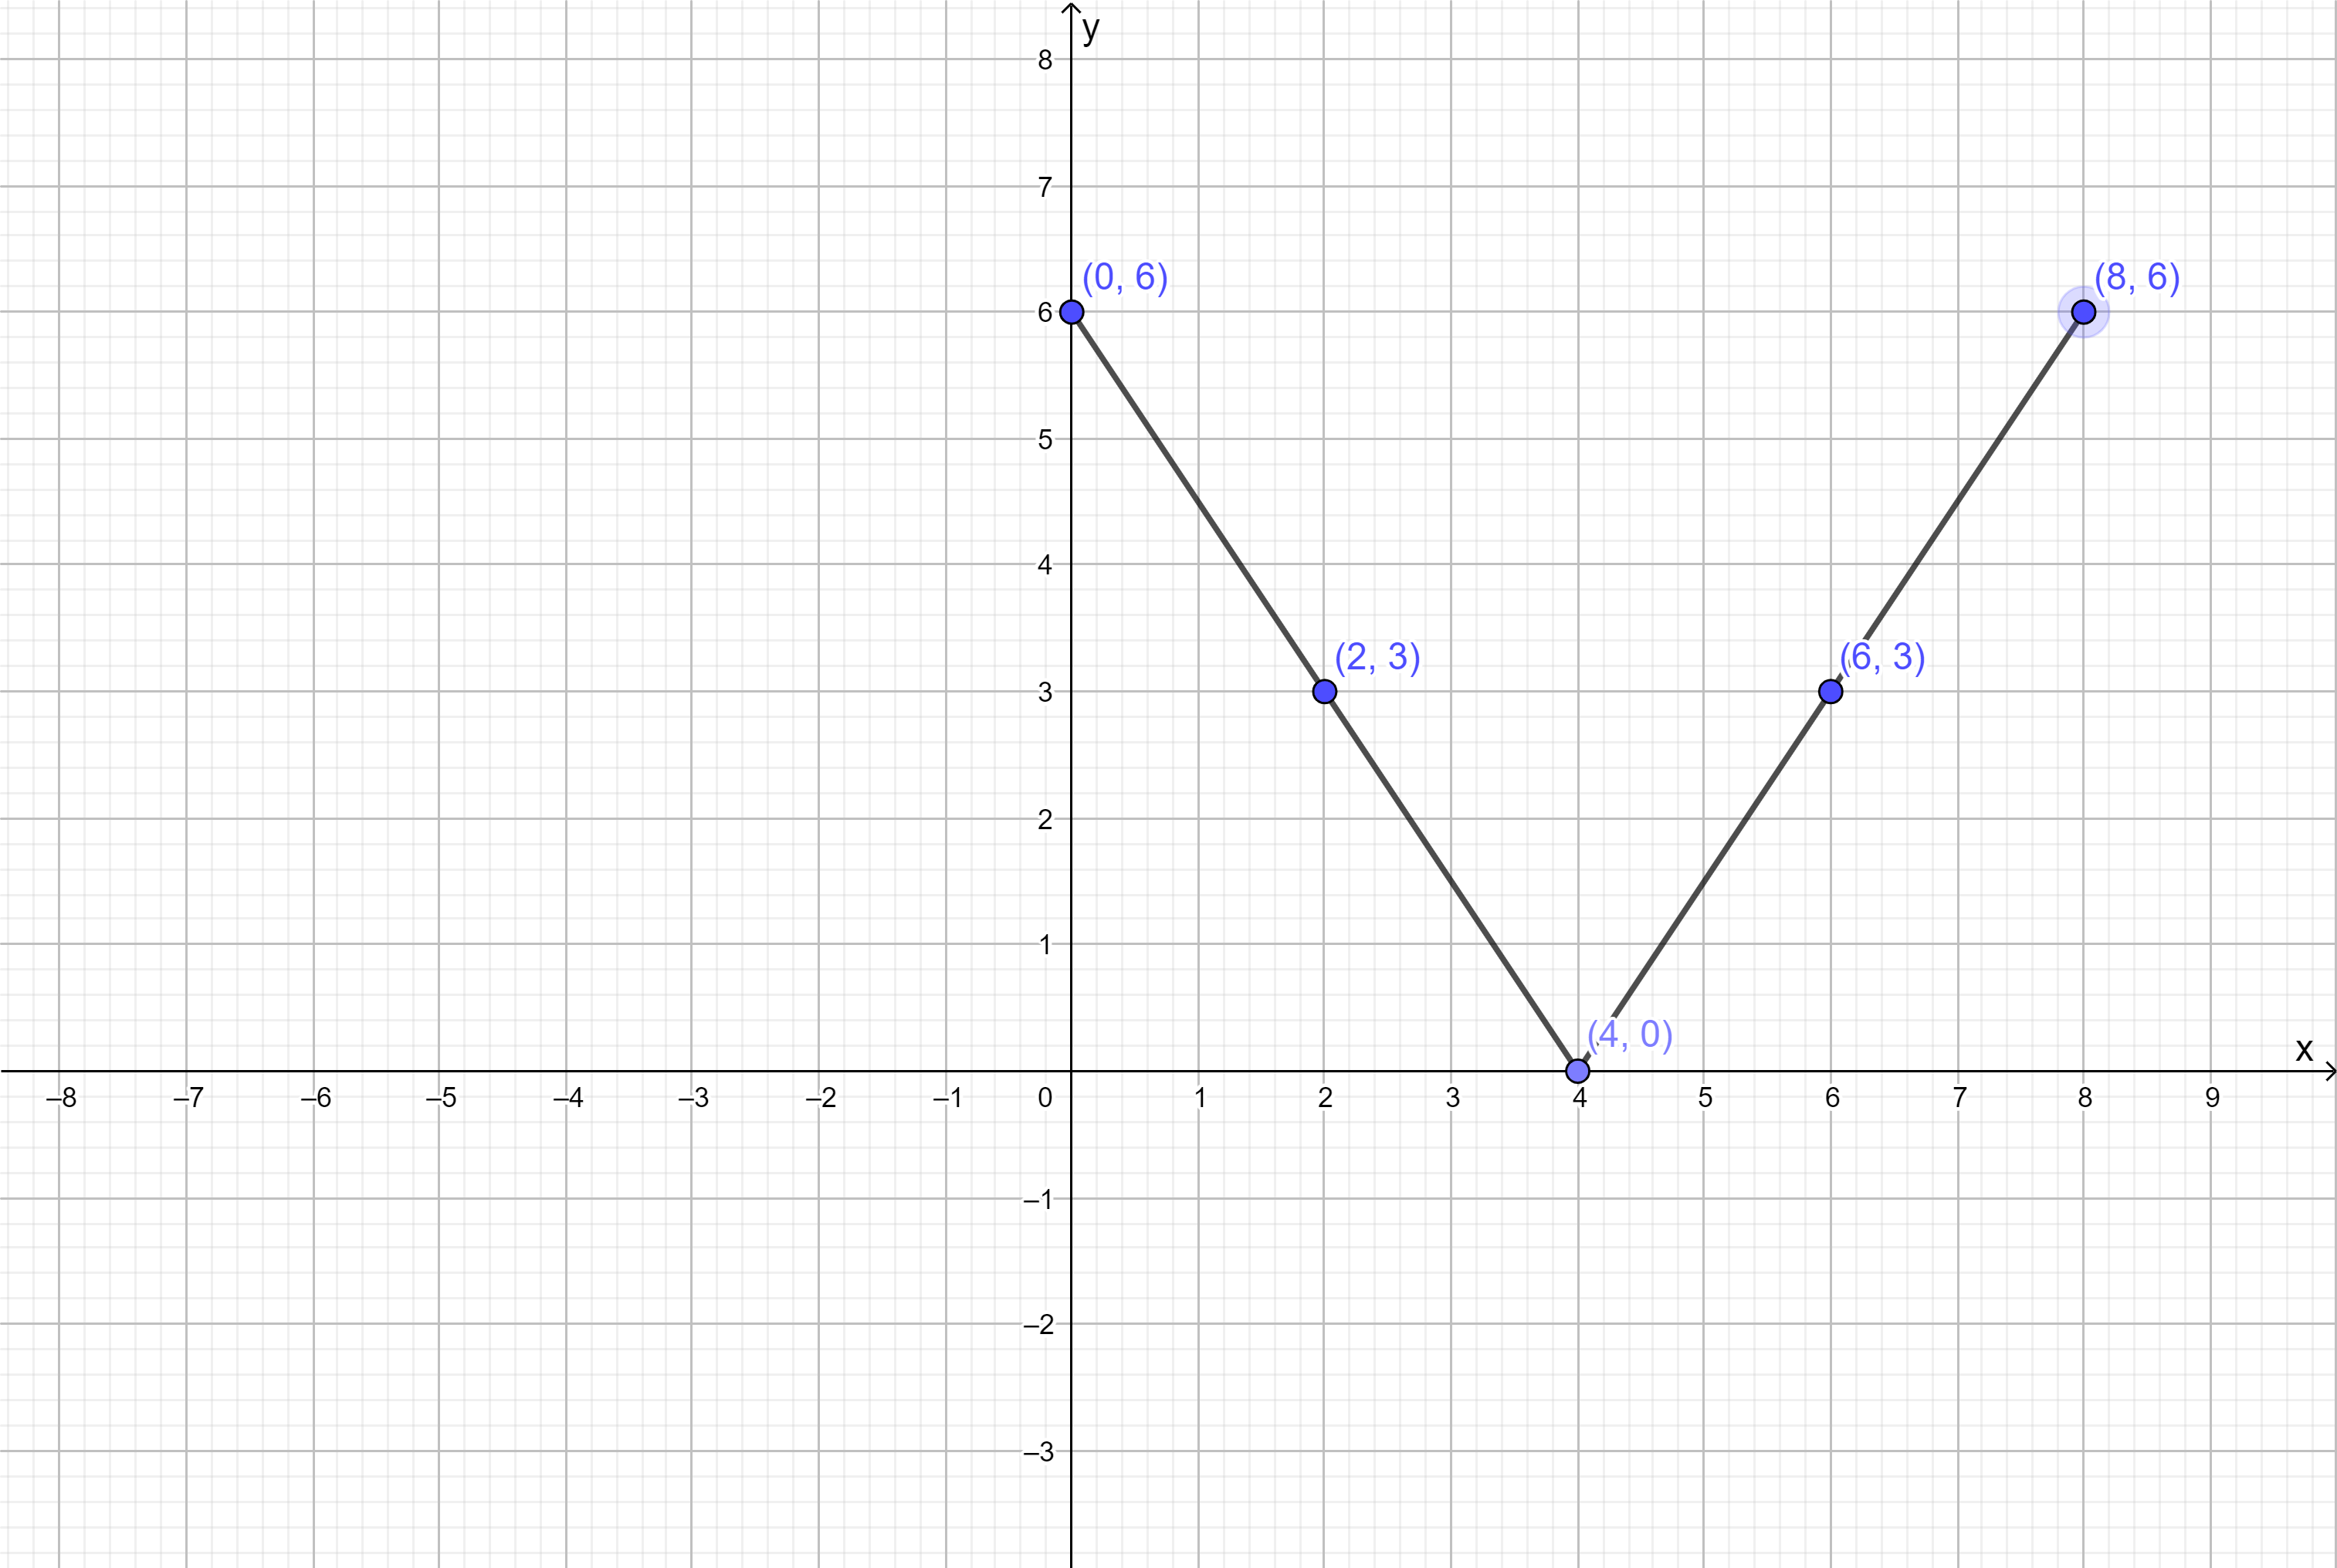 y
8
7
(0, 6) (8, 6)
6
5
4
(2, 3) (6, 3)
3
2
1
(4, 0)
x
–8 –7 –6 –5 –4 –3 –2 –1 0 1 2 3 4 5 6 7 8 9
–1
–2
–3